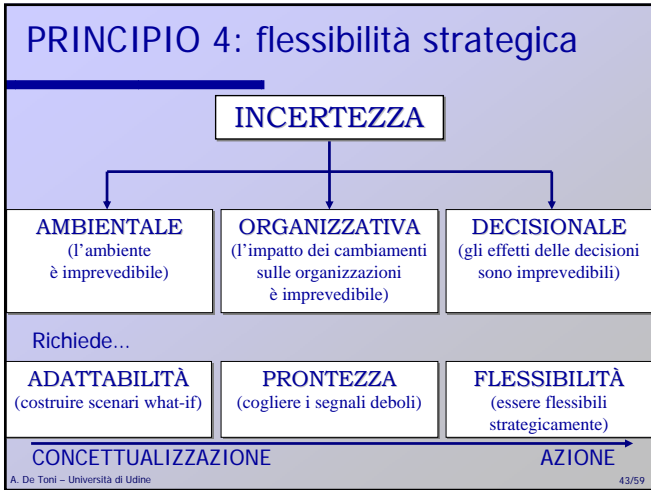 PRINCIPIO 4: flessibilità strategica
INCERTEZZA
AMBIENTALE
(l'ambiente
è imprevedibile)
ORGANIZZATIVA
(l'impatto dei cambiamenti
sulle organizzazioni
è imprevedibile)
DECISIONALE
(gli effetti delle decisioni
sono imprevedibili)
Richiede...
ADATTABILITÀ
(costruire scenari what-if)
PRONTEZZA
(cogliere i segnali deboli)
FLESSIBILITÀ
(essere flessibili
strategicamente)
CONCETTUALIZZAZIONE
AZIONE
A. De Toni – Università di Udine
43/59